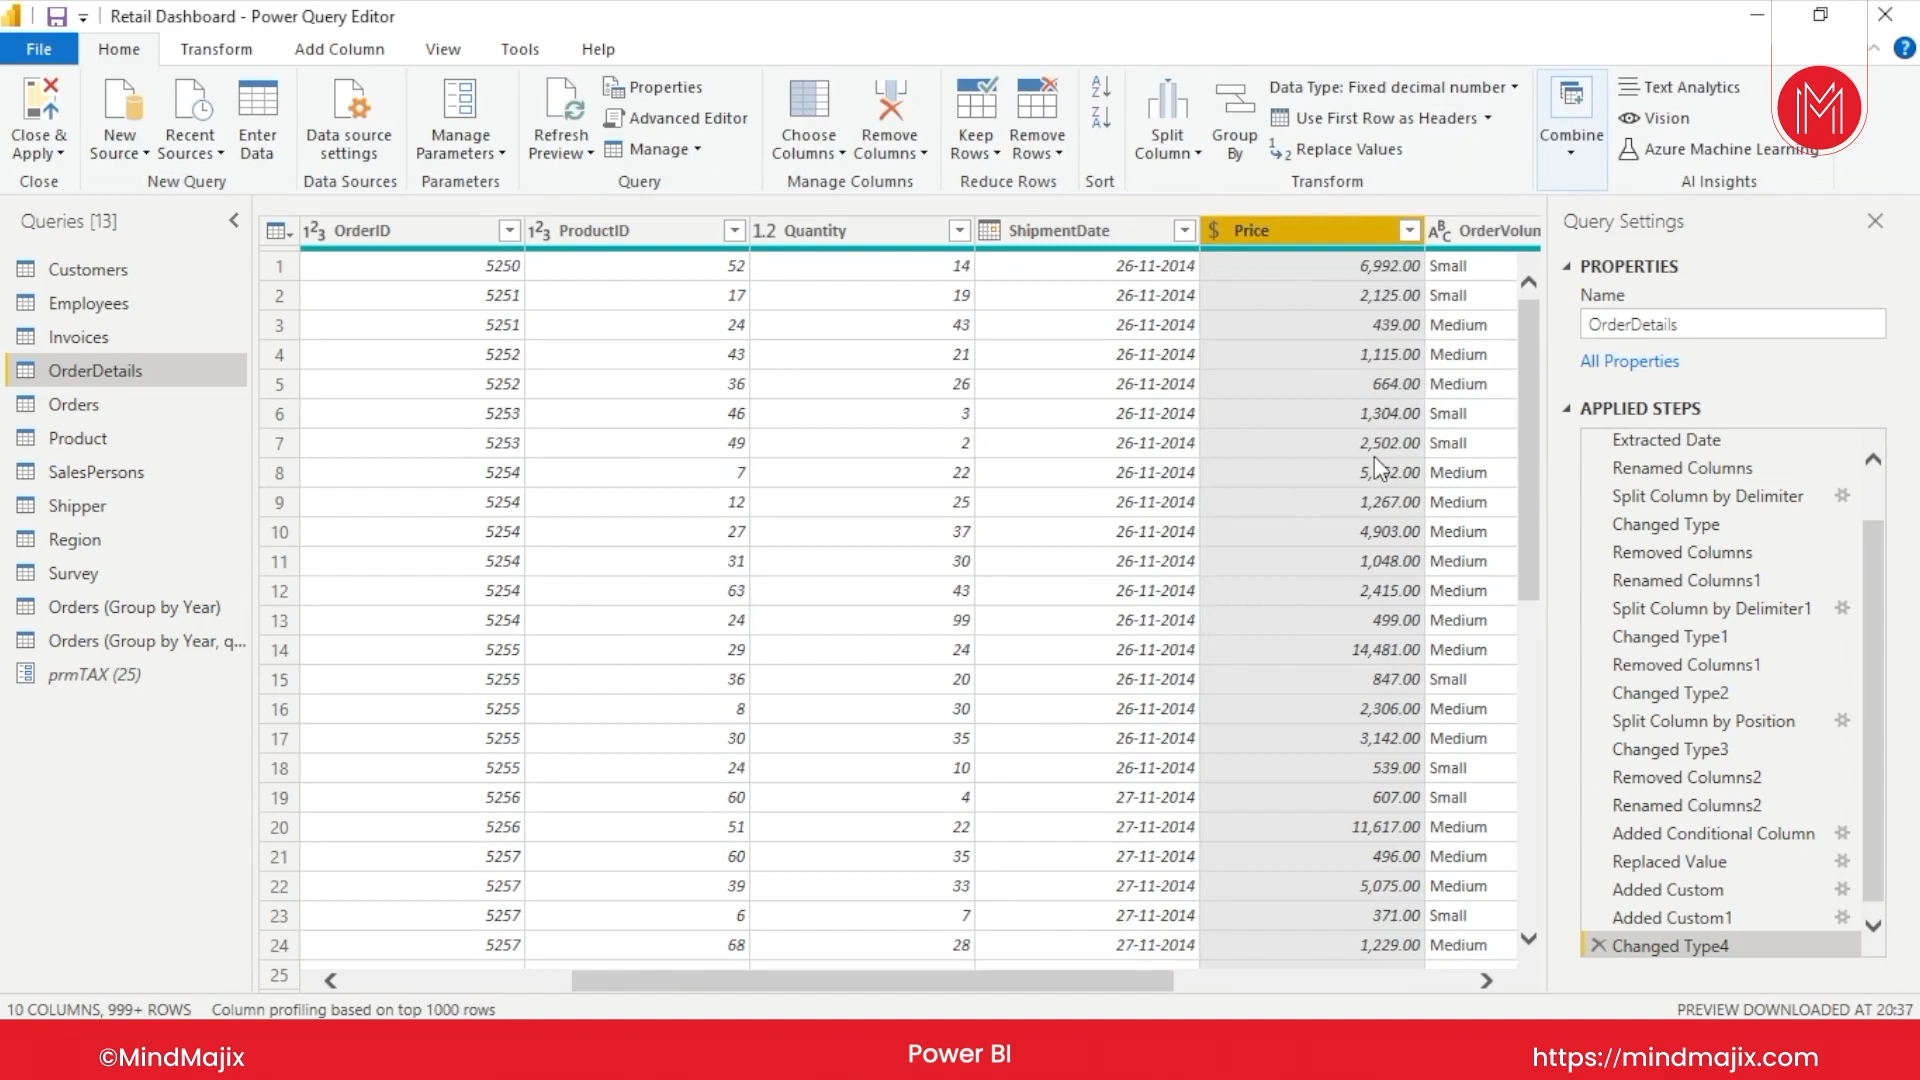 Retail Dashboard - Power Query Editor
File Home Transform Add Column View Tools Help
Close & Apply
Close
New Source
Recent Sources
Enter Data
New Query
Data source settings
Data Sources
Manage Parameters
Parameters
Refresh Preview
Properties
Advanced Editor
Manage
Query
Choose Columns
Remove Columns
Manage Columns
Keep Rows
Remove Rows
Reduce Rows
Sort
Split Column
Group By
Data Type: Fixed decimal number
Use First Row as Headers
Replace Values
Transform
Combine
Text Analytics
Vision
Azure Machine Learning
AI Insights
Queries [13]
Customers
Employees
Invoices
OrderDetails
Orders
Product
SalesPersons
Shipper
Region
Survey
Orders (Group by Year)
Orders (Group by Year, q...
prmTAX (25)
OrderID ProductID 1.2 Quantity ShipmentDate $ Price OrderVolun
1 5250 52 14 26-11-2014 6,992.00 Small
2 5251 17 19 26-11-2014 2,125.00 Small
3 5251 24 43 26-11-2014 439.00 Medium
4 5252 43 21 26-11-2014 1,115.00 Medium
5 5252 36 26 26-11-2014 664.00 Medium
6 5253 46 3 26-11-2014 1,304.00 Small
7 5253 49 2 26-11-2014 2,502.00 Small
8 5254 7 22 26-11-2014 Medium
9 5254 12 25 26-11-2014 1,267.00 Medium
10 5254 27 37 26-11-2014 4,903.00 Medium
11 5254 31 30 26-11-2014 1,048.00 Medium
12 5254 63 43 26-11-2014 2,415.00 Medium
13 5254 24 99 26-11-2014 499.00 Medium
14 5255 29 24 26-11-2014 14,481.00 Medium
15 5255 36 20 26-11-2014 847.00 Small
16 5255 8 30 26-11-2014 2,306.00 Medium
17 5255 30 35 26-11-2014 3,142.00 Medium
18 5255 24 10 26-11-2014 539.00 Small
19 5256 60 4 27-11-2014 607.00 Small
20 5256 51 22 27-11-2014 11,617.00 Medium
21 5257 60 35 27-11-2014 496.00 Medium
22 5257 39 33 27-11-2014 5,075.00 Medium
23 5257 6 7 27-11-2014 371.00 Small
24 5257 68 28 27-11-2014 1,229.00 Medium
25
Query Settings
PROPERTIES
Name
OrderDetails
All Properties
APPLIED STEPS
Extracted Date
Renamed Columns
Split Column by Delimiter
Changed Type
Removed Columns
Renamed Columns1
Split Column by Delimiter1
Changed Type1
Removed Columns1
Changed Type2
Split Column by Position
Changed Type3
Removed Columns2
Renamed Columns2
Added Conditional Column
Replaced Value
Added Custom
Added Custom1
Changed Type4
10 COLUMNS, 999+ ROWS Column profiling based on top 1000 rows
PREVIEW DOWNLOADED AT 20:37
©MindMajix
Power BI
https://mindmajix.com